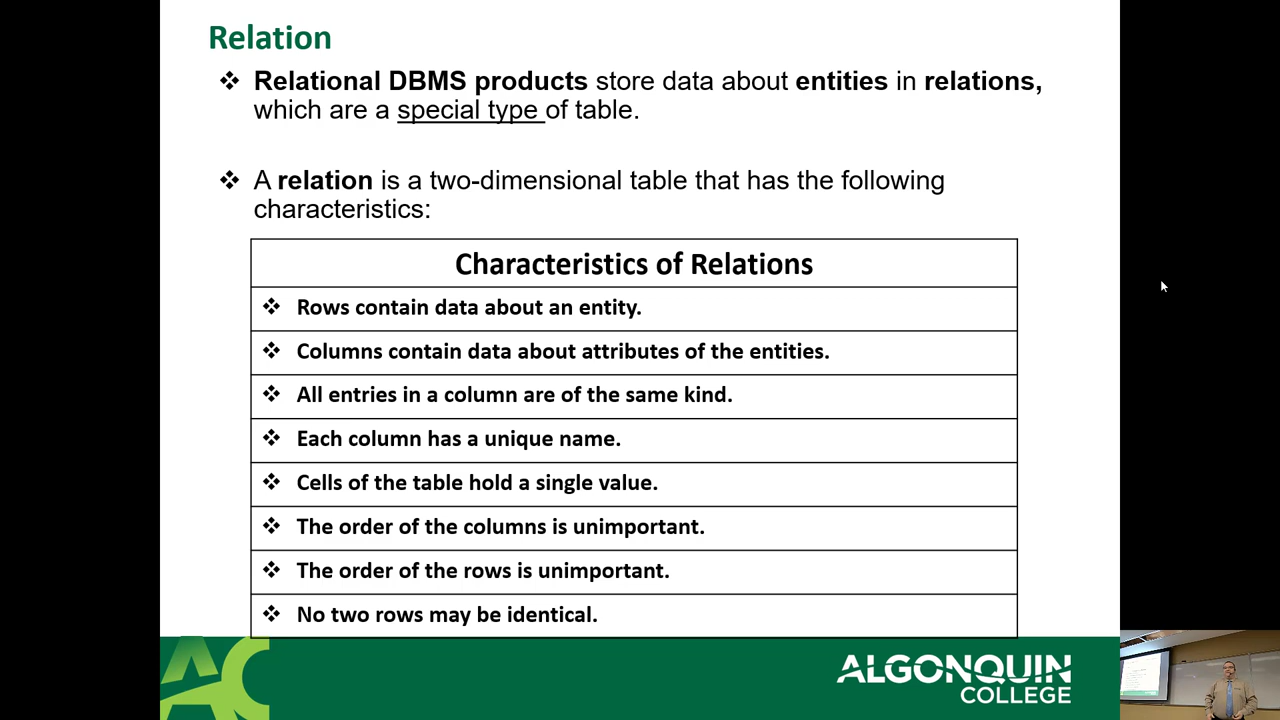 Relation
❖ Relational DBMS products store data about entities in relations,
which are a special type of table.
❖ A relation is a two-dimensional table that has the following
characteristics:
Characteristics of Relations
❖ Rows contain data about an entity.
❖ Columns contain data about attributes of the entities.
❖ All entries in a column are of the same kind.
❖ Each column has a unique name.
❖ Cells of the table hold a single value.
❖ The order of the columns is unimportant.
❖ The order of the rows is unimportant.
❖ No two rows may be identical.
AC
ALGONQUIN
COLLEGE